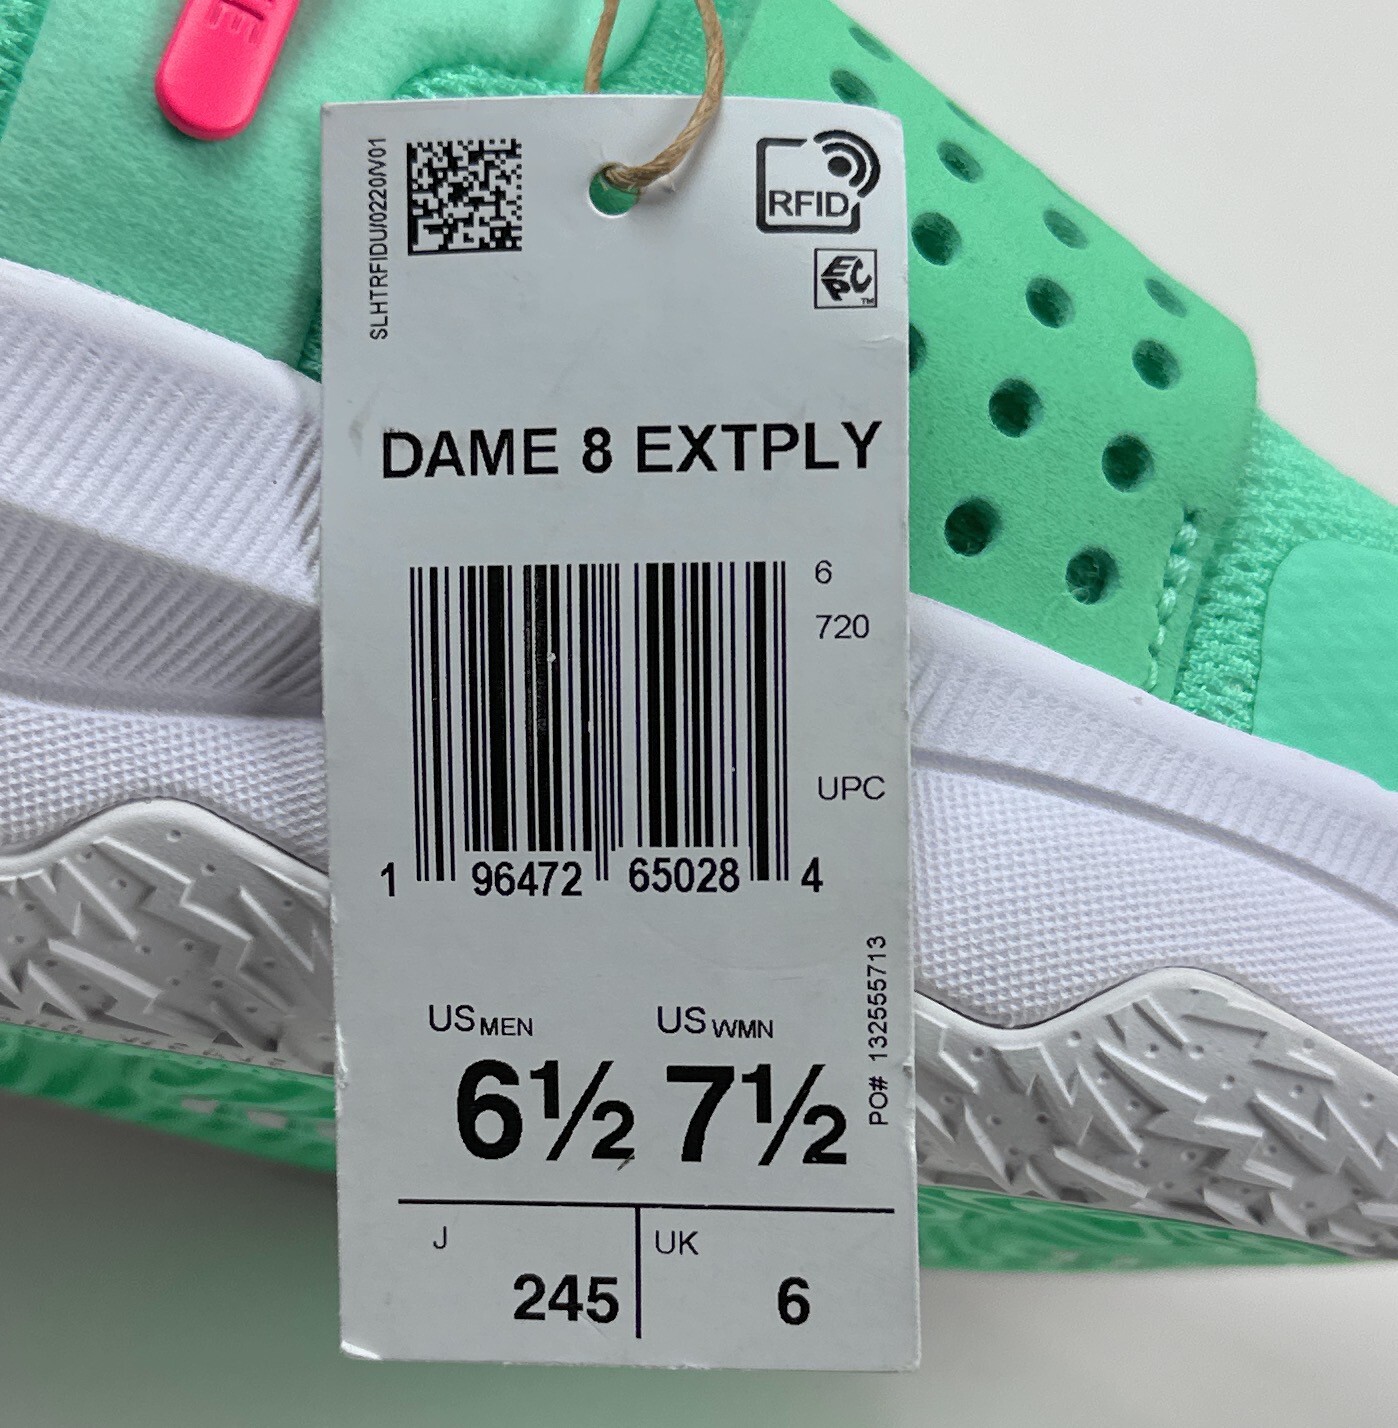 SLHTRFIDU/0220/V01
RFID
EPC™
DAME 8 EXTPLY
6
720
UPC
1 96472 65028 4
PO# 132555713
US MEN US WMN
6½ 7½
J UK
245 6